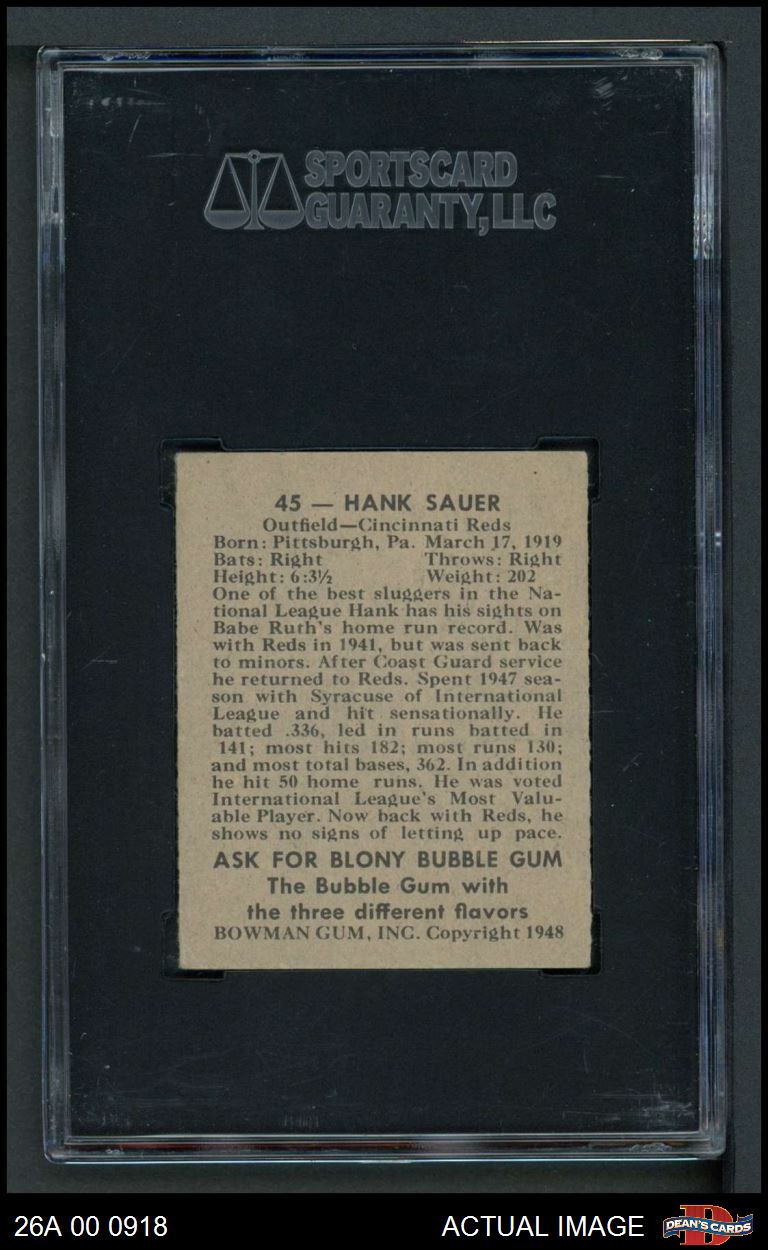 SPORTSCARD
GUARANTY, LLC
45 — HANK SAUER
Outfield—Cincinnati Reds
Born: Pittsburgh, Pa. March 17, 1919
Bats: Right Throws: Right
Height: 6:3½ Weight: 202
One of the best sluggers in the Na-
tional League Hank has his sights on
Babe Ruth's home run record. Was
with Reds in 1941, but was sent back
to minors. After Coast Guard service
he returned to Reds. Spent 1947 sea-
son with Syracuse of International
League and hit sensationally. He
batted .336, led in runs batted in
141; most hits 182; most runs 130;
and most total bases, 362. In addition
he hit 50 home runs. He was voted
International League's Most Valu-
able Player. Now back with Reds, he
shows no signs of letting up pace.
ASK FOR BLONY BUBBLE GUM
The Bubble Gum with
the three different flavors
BOWMAN GUM, INC. Copyright 1948
26A 00 0918
ACTUAL IMAGE
D
DEAN'S CARDS